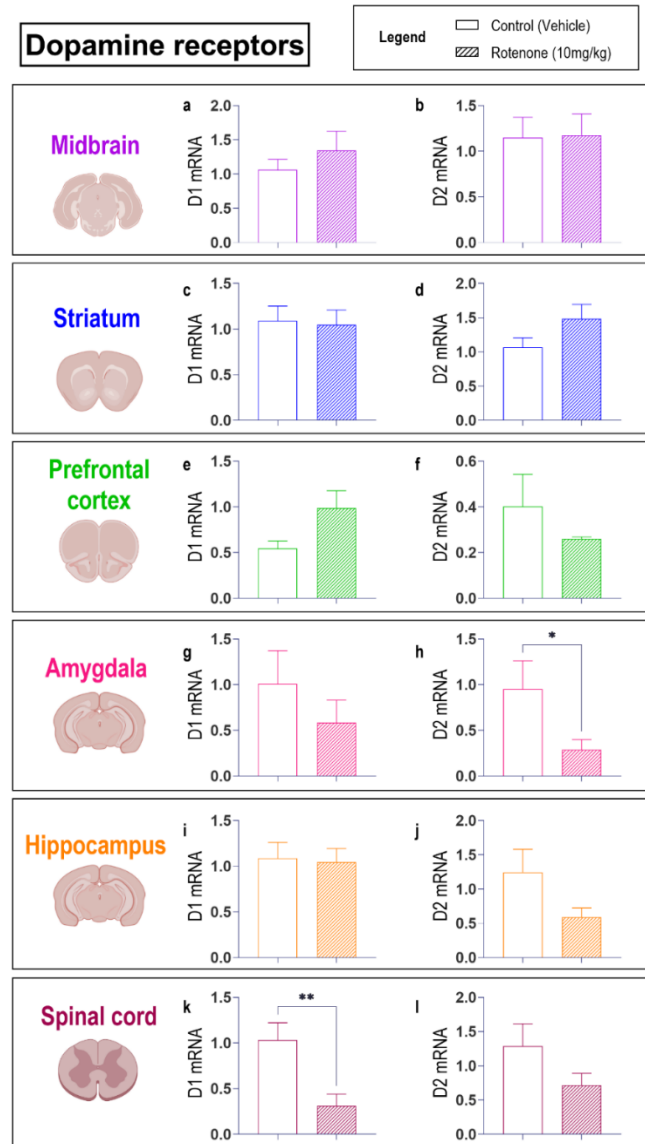 Dopamine receptors
Legend
Control (Vehicle)
Rotenone (10mg/kg)
Midbrain
a
D1 mRNA
2.0
1.5
1.0
0.5
0.0
b
D2 mRNA
1.5
1.0
0.5
0.0
Striatum
c
D1 mRNA
1.5
1.0
0.5
0.0
d
D2 mRNA
2.0
1.5
1.0
0.5
0.0
Prefrontal
cortex
e
D1 mRNA
1.5
1.0
0.5
0.0
f
D2 mRNA
0.6
0.4
0.2
0.0
Amygdala
g
D1 mRNA
1.5
1.0
0.5
0.0
h
D2 mRNA
1.5
1.0
0.5
0.0
*
Hippocampus
i
D1 mRNA
1.5
1.0
0.5
0.0
j
D2 mRNA
2.0
1.5
1.0
0.5
0.0
Spinal cord
k
D1 mRNA
1.5
1.0
0.5
0.0
**
l
D2 mRNA
2.0
1.5
1.0
0.5
0.0